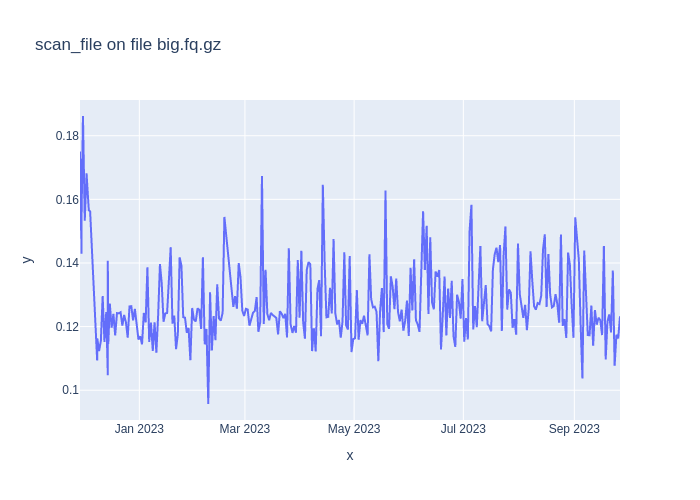 scan_file on file big.fq.gz
0.18
0.16
0.14
0.12
0.1
y
Jan 2023
Mar 2023
May 2023
Jul 2023
Sep 2023
x